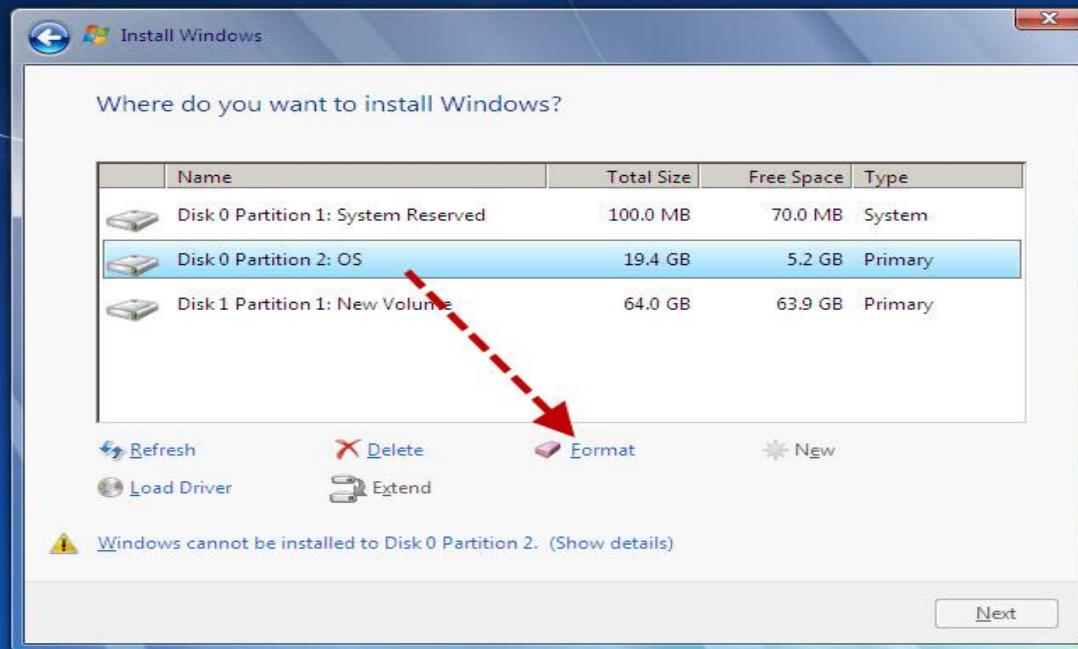 Install Windows
Where do you want to install Windows?
Name Total Size Free Space Type
Disk 0 Partition 1: System Reserved 100.0 MB 70.0 MB System
Disk 0 Partition 2: OS 19.4 GB 5.2 GB Primary
Disk 1 Partition 1: New Volume 64.0 GB 63.9 GB Primary
Refresh Delete Format New
Load Driver Extend
Windows cannot be installed to Disk 0 Partition 2. (Show details)
Next